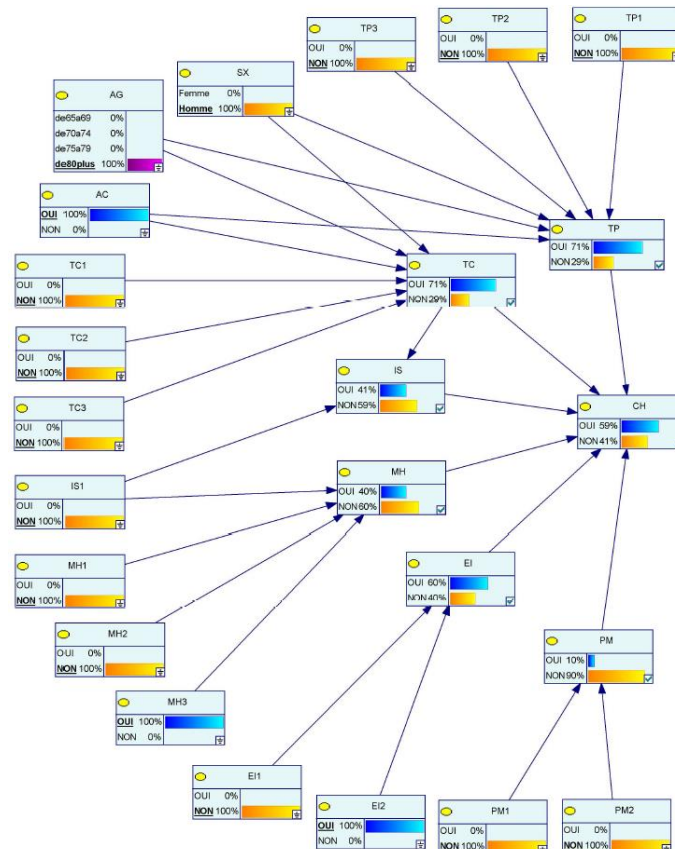 TP3
OUI 0%
NON 100%
TP2
OUI 0%
NON 100%
TP1
OUI 0%
NON 100%
SX
Femme 0%
Homme 100%
AG
de65a69 0%
de70a74 0%
de75a79 0%
de80plus 100%
AC
OUI 100%
NON 0%
TP
OUI 71%
NON 29%
TC1
OUI 0%
NON 100%
TC
OUI 71%
NON 29%
TC2
OUI 0%
NON 100%
IS
OUI 41%
NON 59%
TC3
OUI 0%
NON 100%
CH
OUI 59%
NON 41%
IS1
OUI 0%
NON 100%
MH
OUI 40%
NON 60%
MH1
OUI 0%
NON 100%
EI
OUI 60%
NON 40%
MH2
OUI 0%
NON 100%
PM
OUI 10%
NON 90%
MH3
OUI 100%
NON 0%
EI1
OUI 0%
NON 100%
EI2
OUI 100%
NON 0%
PM1
OUI 0%
NON 100%
PM2
OUI 0%
NON 100%